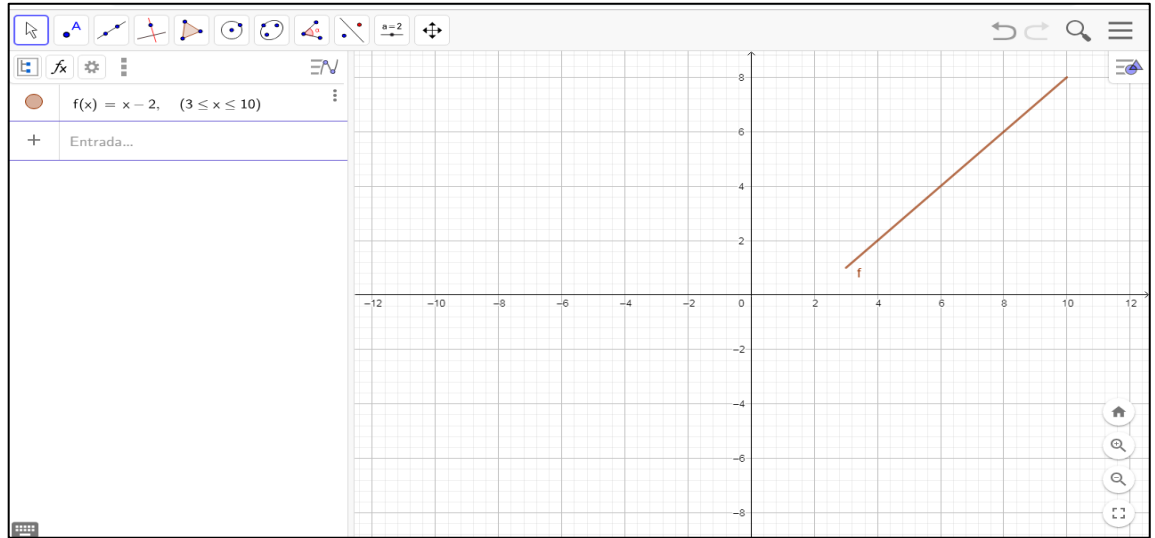 A
α
a=2
fx
f(x) = x − 2, (3 ≤ x ≤ 10)
+ Entrada...
8
6
4
2
f
−12 −10 −8 −6 −4 −2 0 2 4 6 8 10 12
−2
−4
−6
−8